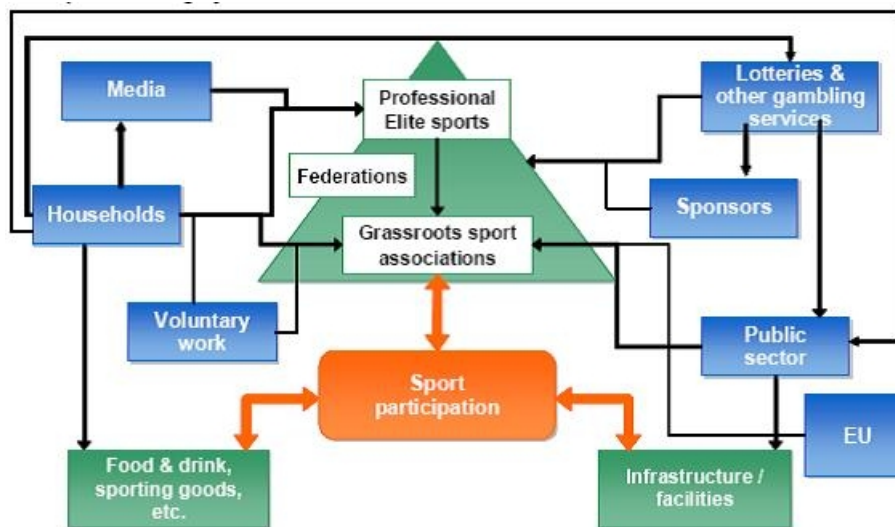 Media
Professional
Elite sports
Lotteries &
other gambling
services
Federations
Households
Sponsors
Grassroots sport
associations
Voluntary
work
Public
sector
Sport
participation
EU
Food & drink,
sporting goods,
etc.
Infrastructure /
facilities